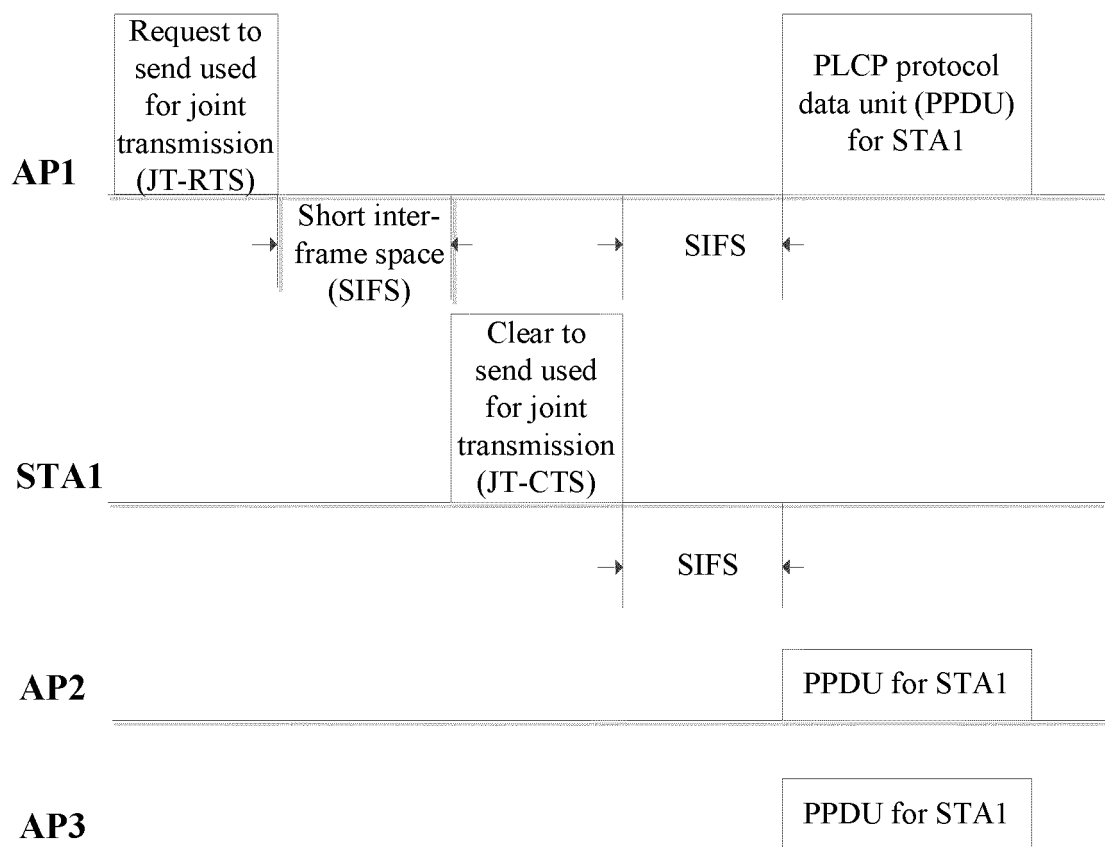 Request to
send used
for joint
transmission
(JT-RTS)
PLCP protocol
data unit (PPDU)
for STA1
AP1
Short inter-
frame space
(SIFS)
SIFS
Clear to
send used
for joint
transmission
(JT-CTS)
STA1
SIFS
AP2
PPDU for STA1
AP3
PPDU for STA1